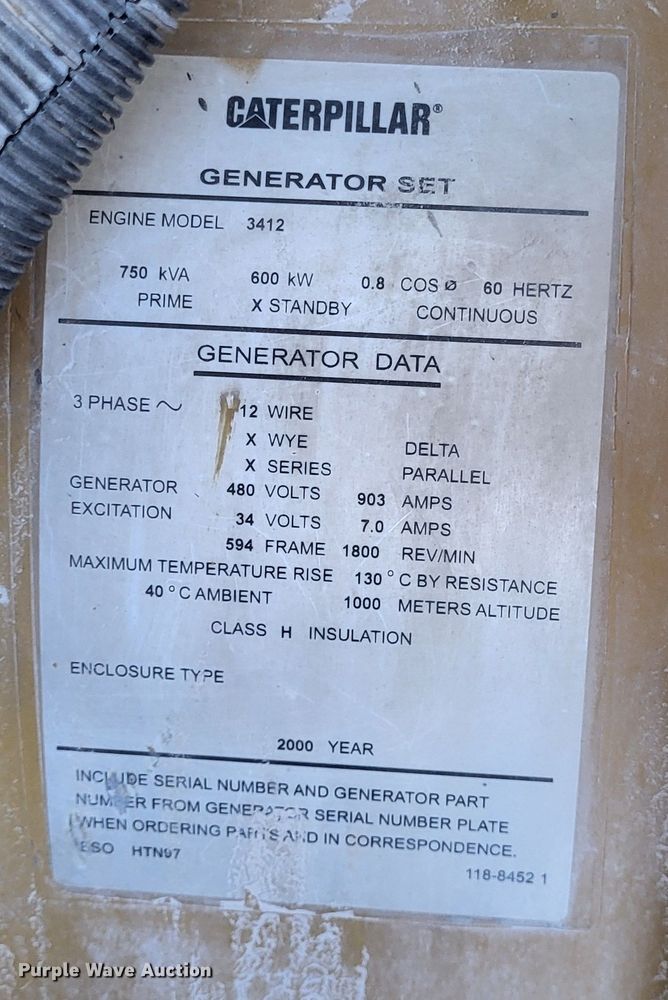 CATERPILLAR®
GENERATOR SET
ENGINE MODEL 3412
750 kVA 600 kW 0.8 COS Ø 60 HERTZ
PRIME X STANDBY CONTINUOUS
GENERATOR DATA
3 PHASE ~ 12 WIRE
X WYE DELTA
X SERIES PARALLEL
GENERATOR 480 VOLTS 903 AMPS
EXCITATION 34 VOLTS 7.0 AMPS
594 FRAME 1800 REV/MIN
MAXIMUM TEMPERATURE RISE 130 °C BY RESISTANCE
40 °C AMBIENT 1000 METERS ALTITUDE
CLASS H INSULATION
ENCLOSURE TYPE
2000 YEAR
INCLUDE SERIAL NUMBER AND GENERATOR PART
NUMBER FROM GENERATOR SERIAL NUMBER PLATE
WHEN ORDERING PARTS AND IN CORRESPONDENCE.
ESO HTN97
118-8452 1
Purple Wave Auction